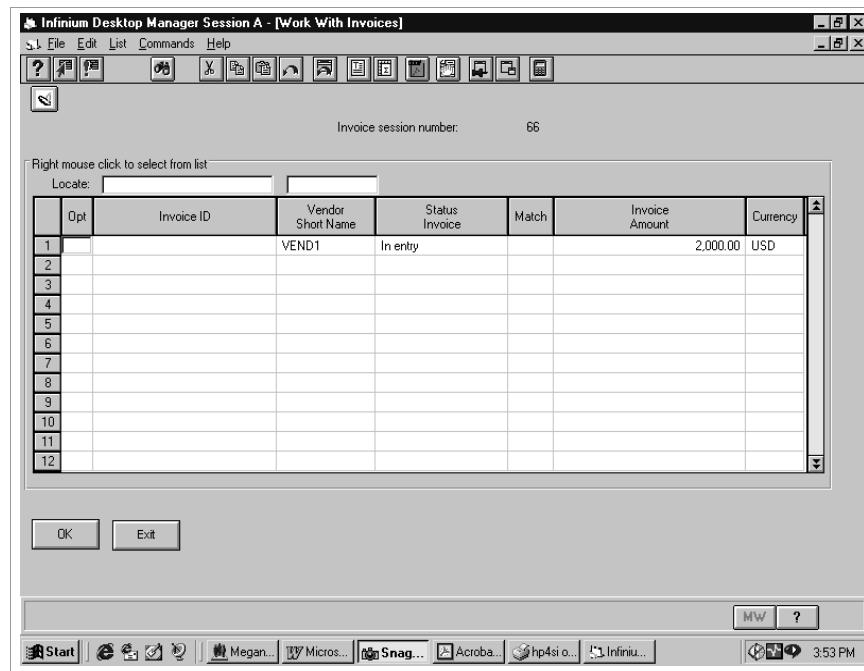 Infinium Desktop Manager Session A - [Work With Invoices]
File Edit List Commands Help
Invoice session number: 66
Right mouse click to select from list
Locate:
Opt Invoice ID Vendor Short Name Status Invoice Match Invoice Amount Currency
1 VEND1 In entry 2,000.00 USD
2
3
4
5
6
7
8
9
10
11
12
OK Exit
MW ?
Start Megan... Micros... Snag... Acroba... hp4si o... Infiniu... 3:53 PM